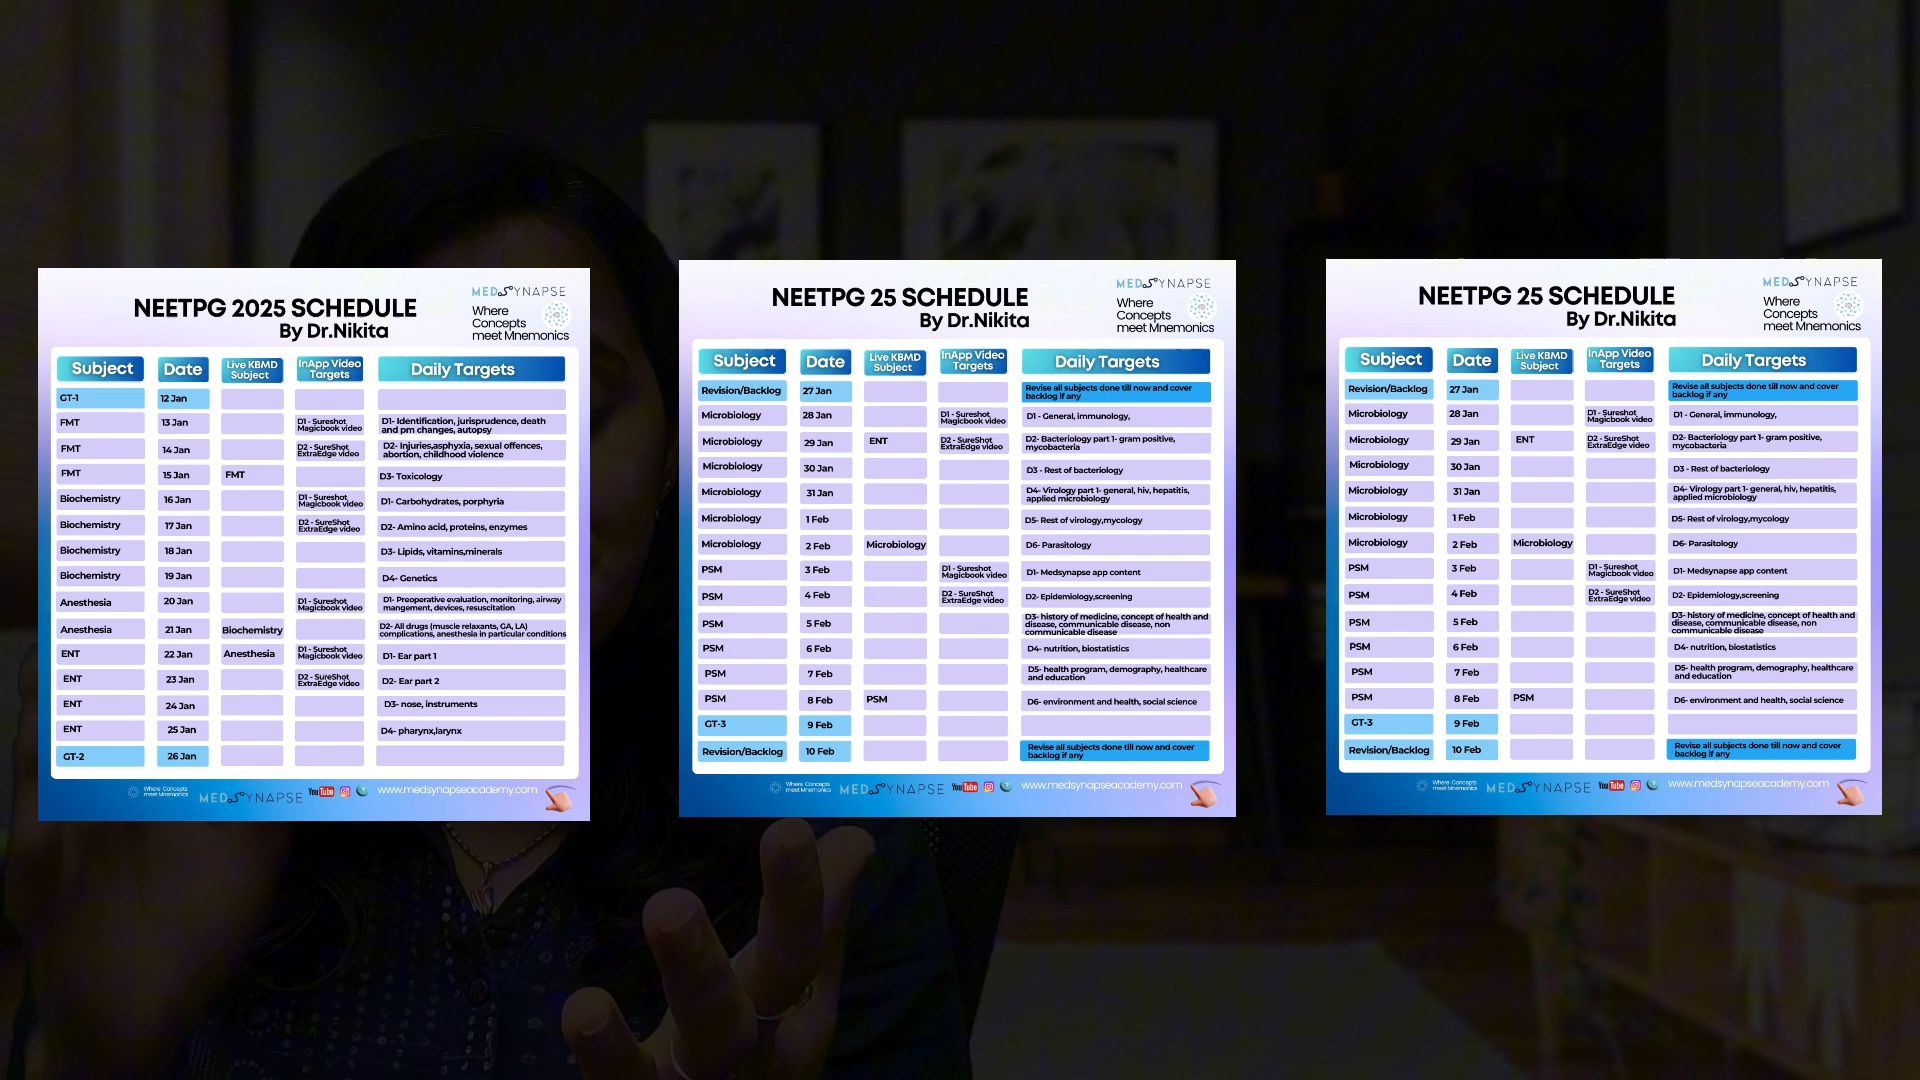 NEETPG 2025 SCHEDULE
By Dr.Nikita
MEDSYNAPSE
Where
Concepts
meet Mnemonics
Subject Date Live KBMD Subject InApp Video Targets Daily Targets
GT-1 12 Jan
FMT 13 Jan D1 - Sureshot Magicbook video D1- Identification, jurisprudence, death and pm changes, autopsy
FMT 14 Jan D2 - SureShot ExtraEdge video D2- Injuries,asphyxia, sexual offences, abortion, childhood violence
FMT 15 Jan FMT D3- Toxicology
Biochemistry 16 Jan D1 - Sureshot Magicbook video D1- Carbohydrates, porphyria
Biochemistry 17 Jan D2 - SureShot ExtraEdge video D2- Amino acid, proteins, enzymes
Biochemistry 18 Jan D3- Lipids, vitamins,minerals
Biochemistry 19 Jan D4- Genetics
Anesthesia 20 Jan D1 - Sureshot Magicbook video D1- Preoperative evaluation, monitoring, airway mangement, devices, resuscitation
Anesthesia 21 Jan Biochemistry D2- All drugs (muscle relaxants, GA, LA) complications, anesthesia in particular conditions
ENT 22 Jan Anesthesia D1 - Sureshot Magicbook video D1- Ear part 1
ENT 23 Jan D2 - SureShot ExtraEdge video D2- Ear part 2
ENT 24 Jan D3- nose, instruments
ENT 25 Jan D4- pharynx,larynx
GT-2 26 Jan
Where Concepts
meet Mnemonics
MEDSYNAPSE YouTube www.medsynapseacademy.com
NEETPG 25 SCHEDULE
By Dr.Nikita
MEDSYNAPSE
Where
Concepts
meet Mnemonics
Subject Date Live KBMD Subject InApp Video Targets Daily Targets
Revision/Backlog 27 Jan Revise all subjects done till now and cover backlog if any
Microbiology 28 Jan D1 - Sureshot Magicbook video D1 - General, immunology,
Microbiology 29 Jan ENT D2 - SureShot ExtraEdge video D2- Bacteriology part 1- gram positive, mycobacteria
Microbiology 30 Jan D3 - Rest of bacteriology
Microbiology 31 Jan D4- Virology part 1- general, hiv, hepatitis, applied microbiology
Microbiology 1 Feb D5- Rest of virology,mycology
Microbiology 2 Feb Microbiology D6- Parasitology
PSM 3 Feb D1 - Sureshot Magicbook video D1- Medsynapse app content
PSM 4 Feb D2 - SureShot ExtraEdge video D2- Epidemiology,screening
PSM 5 Feb D3- history of medicine, concept of health and disease, communicable disease, non communicable disease
PSM 6 Feb D4- nutrition, biostatistics
PSM 7 Feb D5- health program, demography, healthcare and education
PSM 8 Feb PSM D6- environment and health, social science
GT-3 9 Feb
Revision/Backlog 10 Feb Revise all subjects done till now and cover backlog if any
Where Concepts
meet Mnemonics
MEDSYNAPSE YouTube www.medsynapseacademy.com
NEETPG 25 SCHEDULE
By Dr.Nikita
MEDSYNAPSE
Where
Concepts
meet Mnemonics
Subject Date Live KBMD Subject InApp Video Targets Daily Targets
Revision/Backlog 27 Jan Revise all subjects done till now and cover backlog if any
Microbiology 28 Jan D1 - Sureshot Magicbook video D1 - General, immunology,
Microbiology 29 Jan ENT D2 - SureShot ExtraEdge video D2- Bacteriology part 1- gram positive, mycobacteria
Microbiology 30 Jan D3 - Rest of bacteriology
Microbiology 31 Jan D4- Virology part 1- general, hiv, hepatitis, applied microbiology
Microbiology 1 Feb D5- Rest of virology,mycology
Microbiology 2 Feb Microbiology D6- Parasitology
PSM 3 Feb D1 - Sureshot Magicbook video D1- Medsynapse app content
PSM 4 Feb D2 - SureShot ExtraEdge video D2- Epidemiology,screening
PSM 5 Feb D3- history of medicine, concept of health and disease, communicable disease, non communicable disease
PSM 6 Feb D4- nutrition, biostatistics
PSM 7 Feb D5- health program, demography, healthcare and education
PSM 8 Feb PSM D6- environment and health, social science
GT-3 9 Feb
Revision/Backlog 10 Feb Revise all subjects done till now and cover backlog if any
Where Concepts
meet Mnemonics
MEDSYNAPSE YouTube www.medsynapseacademy.com